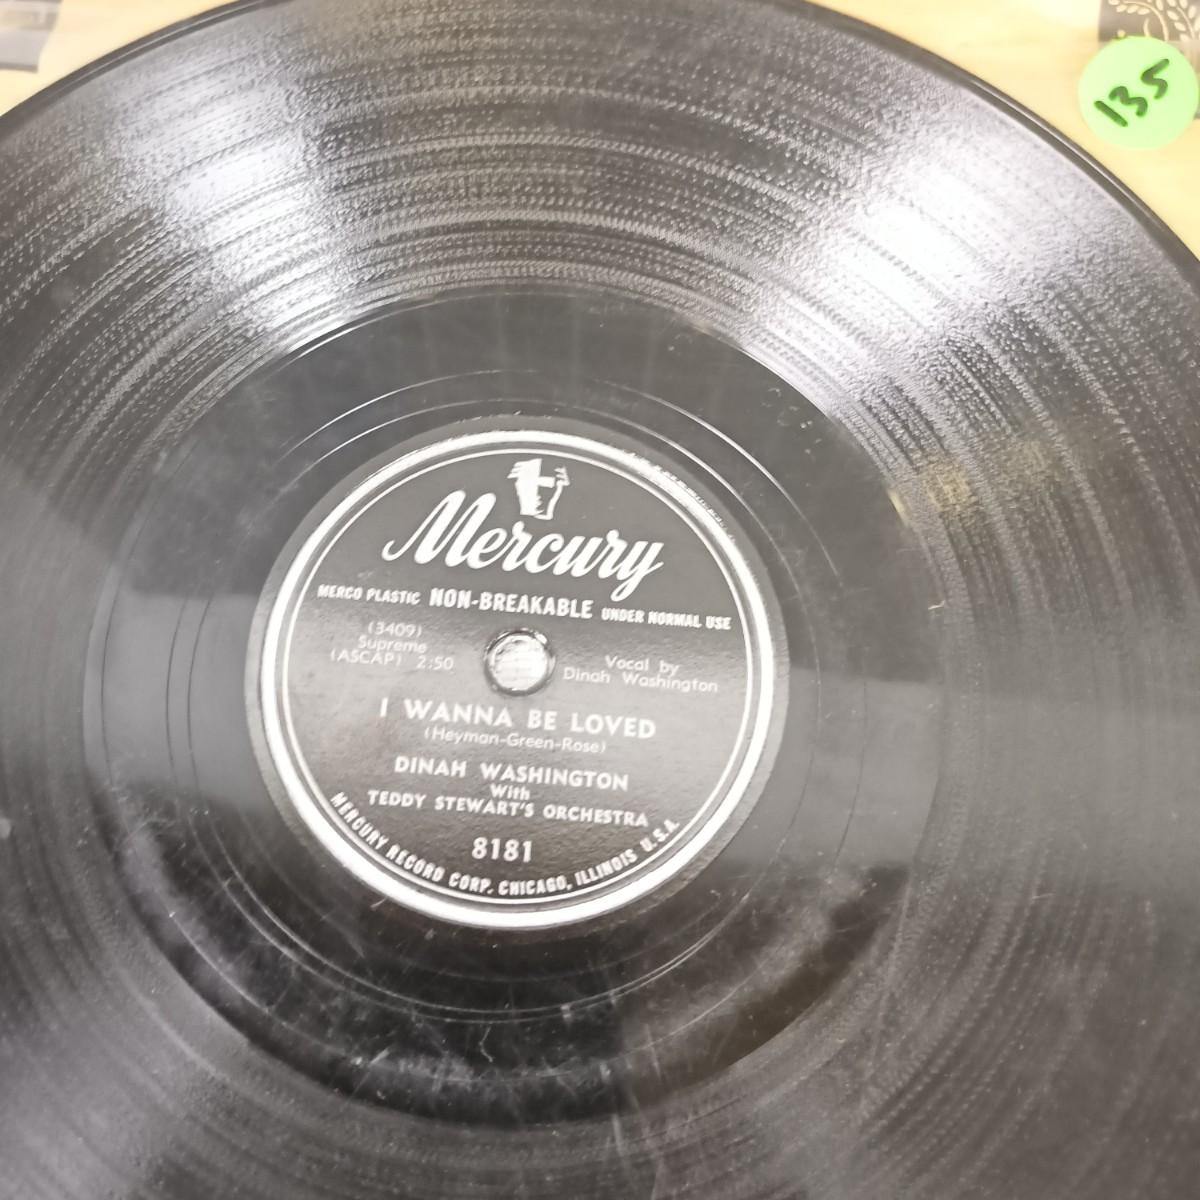 135
Mercury
MERCO PLASTIC NON-BREAKABLE UNDER NORMAL USE
(3409)
Supreme
(ASCAP) 2:50
Vocal by
Dinah Washington
I WANNA BE LOVED
(Heyman-Green-Rose)
DINAH WASHINGTON
With
TEDDY STEWART'S ORCHESTRA
8181
MERCURY RECORD CORP. CHICAGO, ILLINOIS U.S.A.